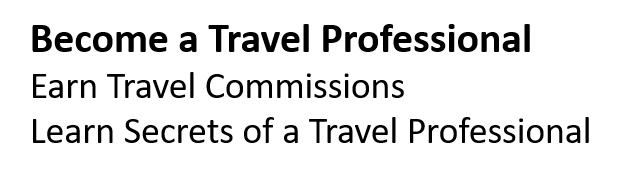 Become a Travel Professional
Earn Travel Commissions
Learn Secrets of a Travel Professional